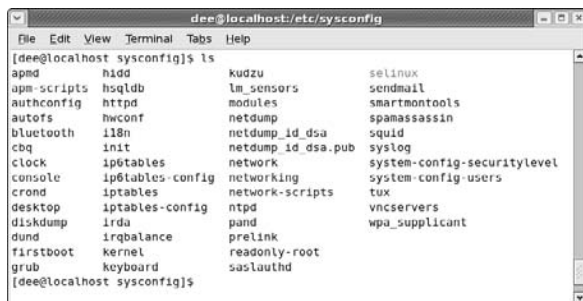 dee@localhost:/etc/sysconfig
File Edit View Terminal Tabs Help
[dee@localhost sysconfig]$ ls
apmd hidd kudzu selinux
apm-scripts hsqldb lm_sensors sendmail
authconfig httpd modules smartmontools
autofs hwconf netdump spamassassin
bluetooth i18n netdump_id_dsa squid
cbq init netdump_id_dsa.pub syslog
clock ip6tables network system-config-securitylevel
console ip6tables-config networking system-config-users
crond iptables network-scripts tux
desktop iptables-config ntpd vncservers
diskdump irda pand wpa_supplicant
dund irqbalance prelink
firstboot kernel readonly-root
grub keyboard saslauthd
[dee@localhost sysconfig]$